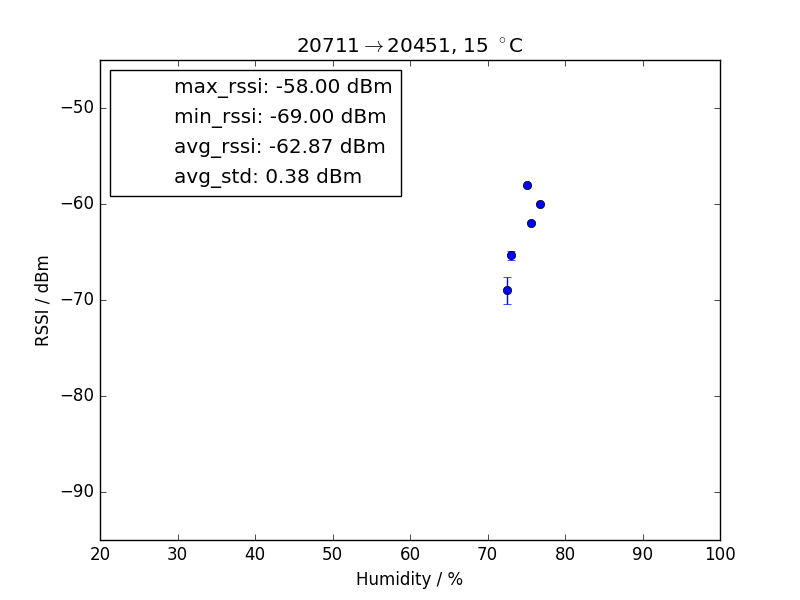 20711→20451, 15 °C
max_rssi: -58.00 dBm
min_rssi: -69.00 dBm
avg_rssi: -62.87 dBm
avg_std: 0.38 dBm
RSSI / dBm
−50
−60
−70
−80
−90
20 30 40 50 60 70 80 90 100
Humidity / %